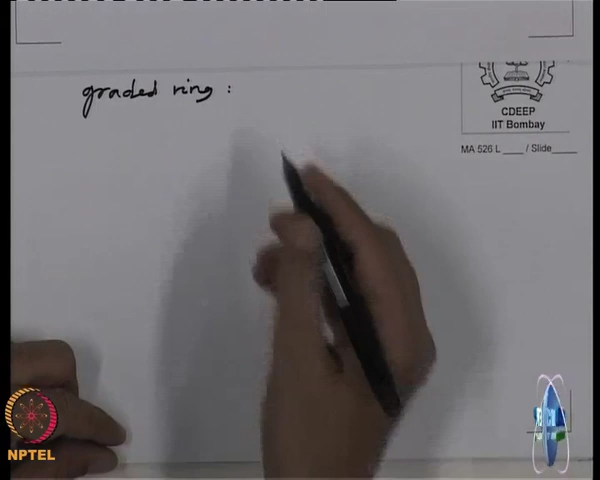 graded ring :
CDEEP
IIT Bombay
MA 526 L ____ / Slide____
NPTEL